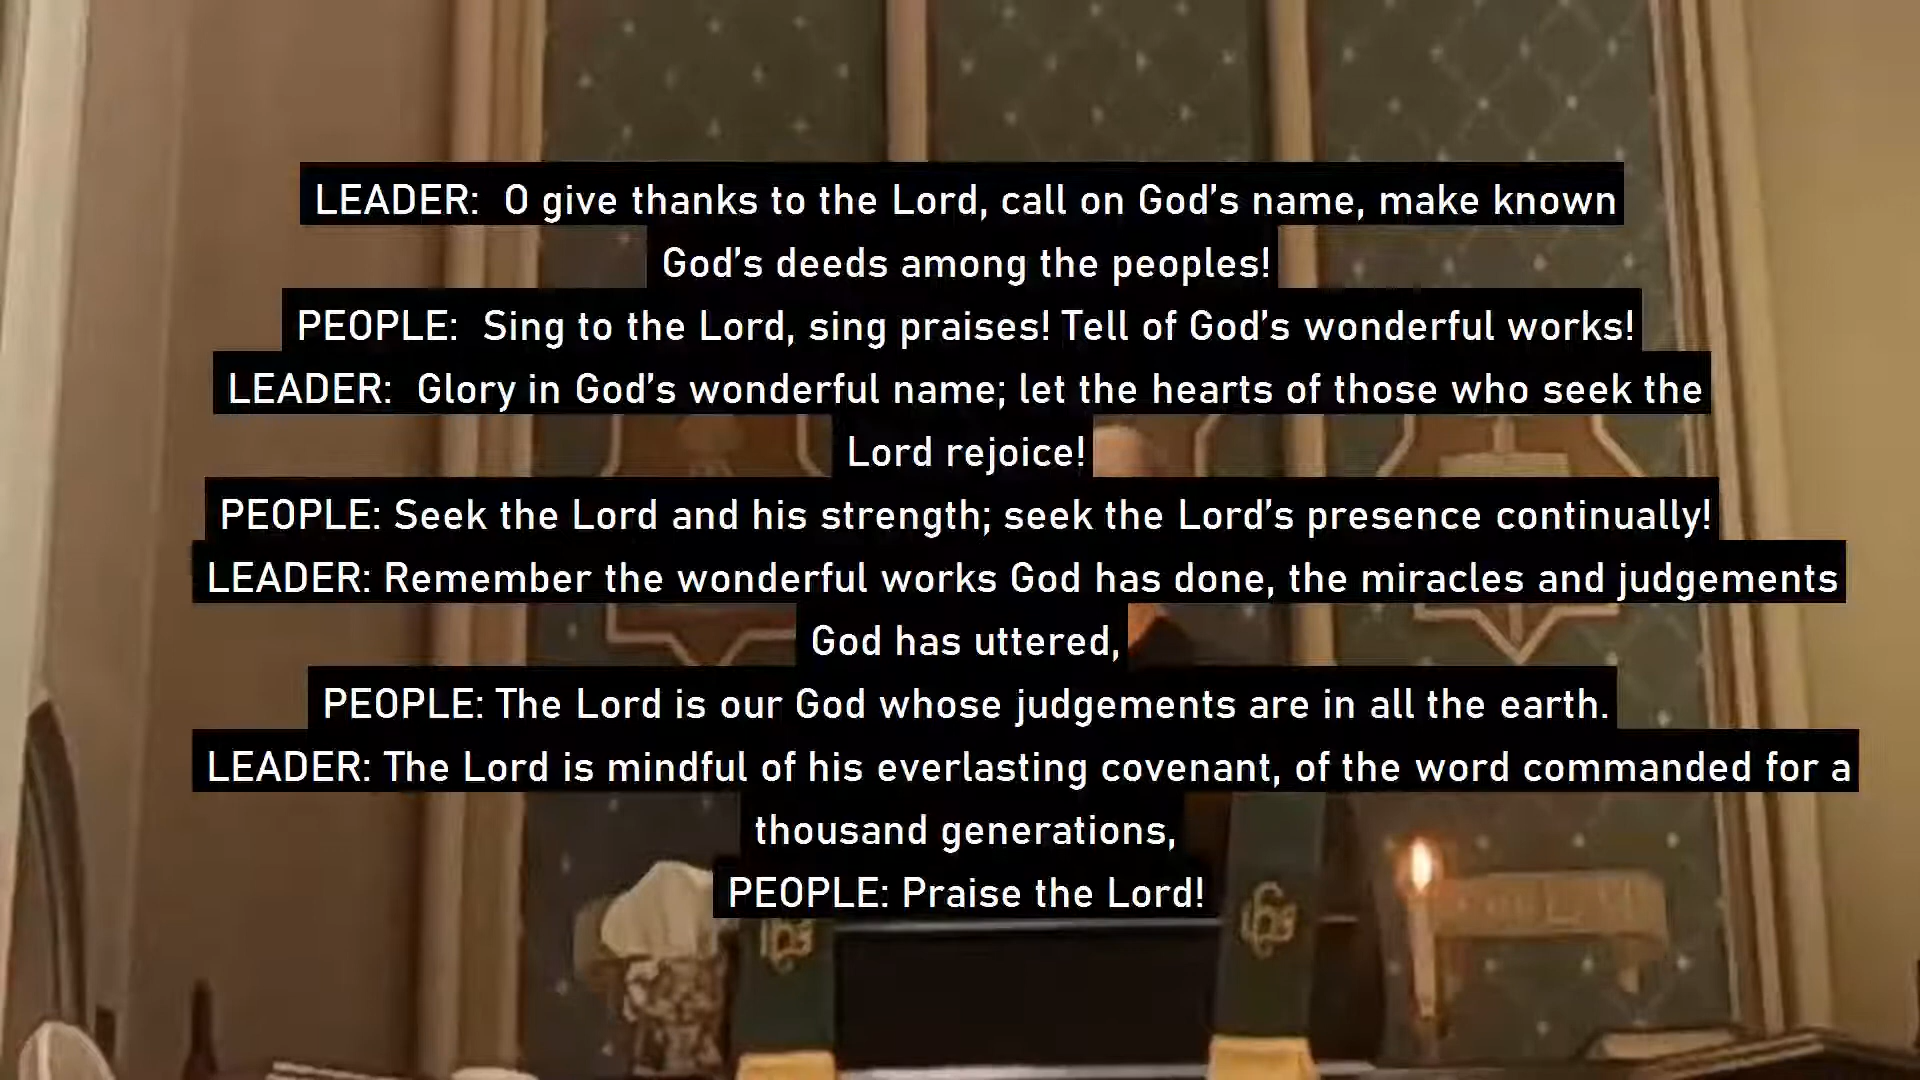 LEADER:  O give thanks to the Lord, call on God’s name, make known
God’s deeds among the peoples!
PEOPLE:  Sing to the Lord, sing praises! Tell of God’s wonderful works!
LEADER:  Glory in God’s wonderful name; let the hearts of those who seek the
Lord rejoice!
PEOPLE: Seek the Lord and his strength; seek the Lord’s presence continually!
LEADER: Remember the wonderful works God has done, the miracles and judgements
God has uttered,
PEOPLE: The Lord is our God whose judgements are in all the earth.
LEADER: The Lord is mindful of his everlasting covenant, of the word commanded for a
thousand generations,
PEOPLE: Praise the Lord!